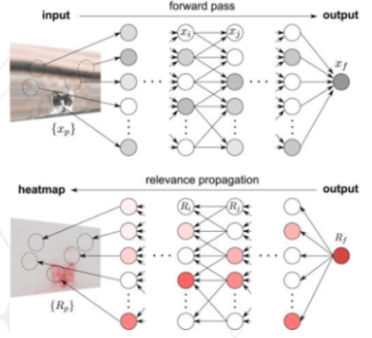 forward pass
input
output
x_i
x_j
x_f
{x_p}
relevance propagation
heatmap
output
R_i
R_j
R_f
{R_p}